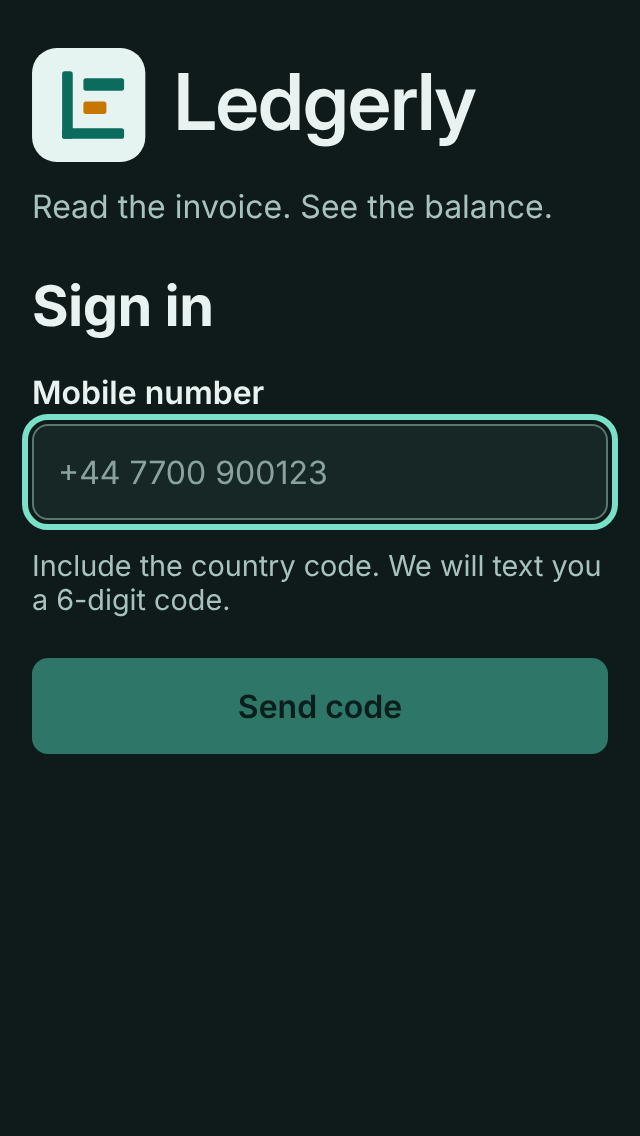 Ledgerly
Read the invoice. See the balance.
Sign in
Mobile number
+44 7700 900123
Include the country code. We will text you
a 6-digit code.
Send code